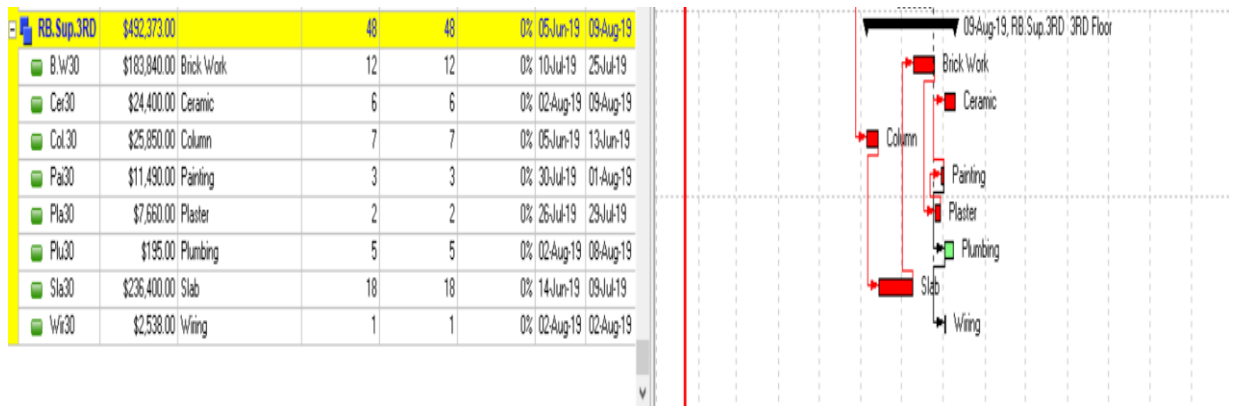 RB.Sup.3RD $492,373.00 48 48 0% 05-Jun-19 09-Aug-19
B.W30 $183,840.00 Brick Work 12 12 0% 10-Jul-19 25-Jul-19
Cer30 $24,400.00 Ceramic 6 6 0% 02-Aug-19 09-Aug-19
Col.30 $25,850.00 Column 7 7 0% 05-Jun-19 13-Jun-19
Pai30 $11,490.00 Painting 3 3 0% 30-Jul-19 01-Aug-19
Pla30 $7,660.00 Plaster 2 2 0% 26-Jul-19 29-Jul-19
Plu30 $195.00 Plumbing 5 5 0% 02-Aug-19 08-Aug-19
Sla30 $236,400.00 Slab 18 18 0% 14-Jun-19 09-Jul-19
Wir30 $2,538.00 Wiring 1 1 0% 02-Aug-19 02-Aug-19
09-Aug-19, RB.Sup.3RD 3RD Floor
Brick Work
Ceramic
Column
Painting
Plaster
Plumbing
Slab
Wiring